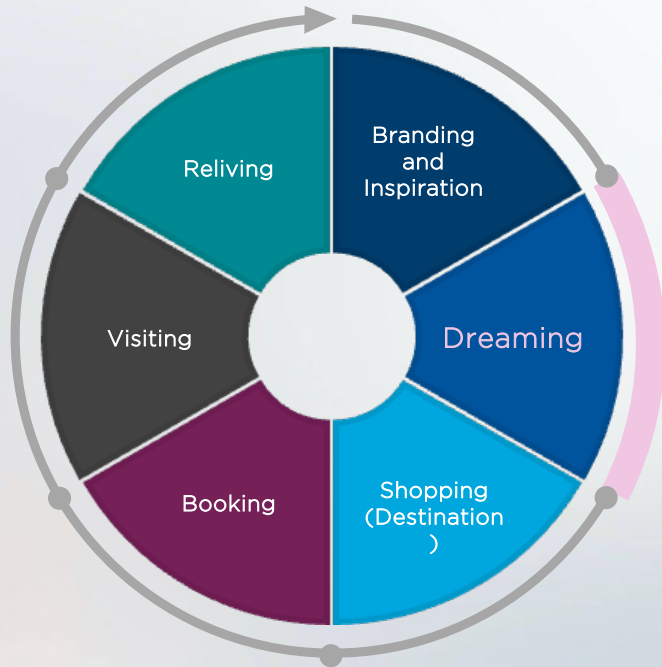 Branding
and
Inspiration
Dreaming
Shopping
(Destination
)
Booking
Visiting
Reliving